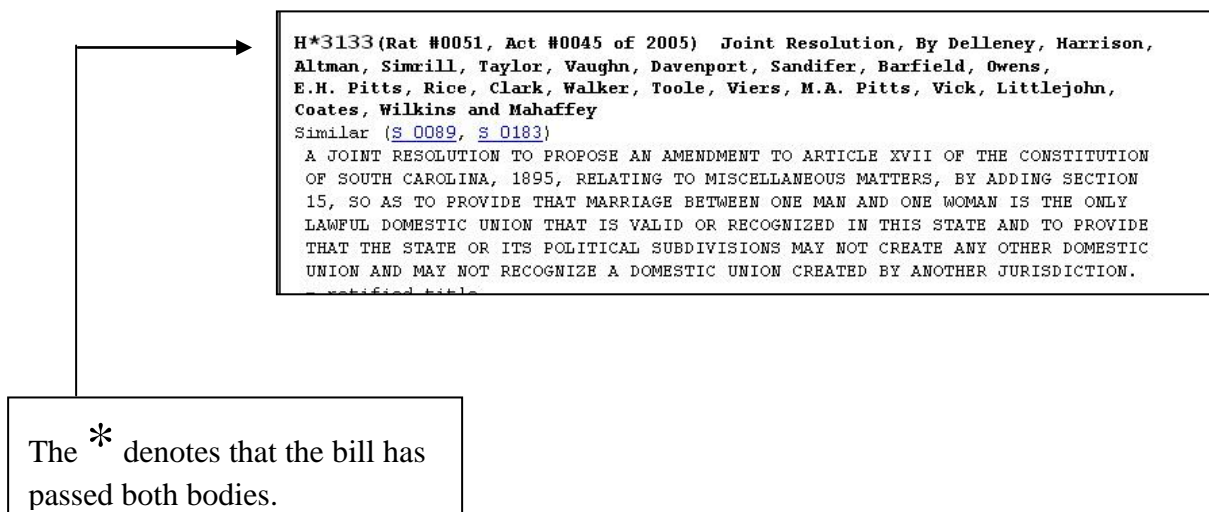 H*3133(Rat #0051, Act #0045 of 2005) Joint Resolution, By Delleney, Harrison,
Altman, Simrill, Taylor, Vaughn, Davenport, Sandifer, Barfield, Owens,
E.H. Pitts, Rice, Clark, Walker, Toole, Viers, M.A. Pitts, Vick, Littlejohn,
Coates, Wilkins and Mahaffey
Similar (S 0089, S 0183)
A JOINT RESOLUTION TO PROPOSE AN AMENDMENT TO ARTICLE XVII OF THE CONSTITUTION
OF SOUTH CAROLINA, 1895, RELATING TO MISCELLANEOUS MATTERS, BY ADDING SECTION
15, SO AS TO PROVIDE THAT MARRIAGE BETWEEN ONE MAN AND ONE WOMAN IS THE ONLY
LAWFUL DOMESTIC UNION THAT IS VALID OR RECOGNIZED IN THIS STATE AND TO PROVIDE
THAT THE STATE OR ITS POLITICAL SUBDIVISIONS MAY NOT CREATE ANY OTHER DOMESTIC
UNION AND MAY NOT RECOGNIZE A DOMESTIC UNION CREATED BY ANOTHER JURISDICTION.
- ratified title
The * denotes that the bill has
passed both bodies.